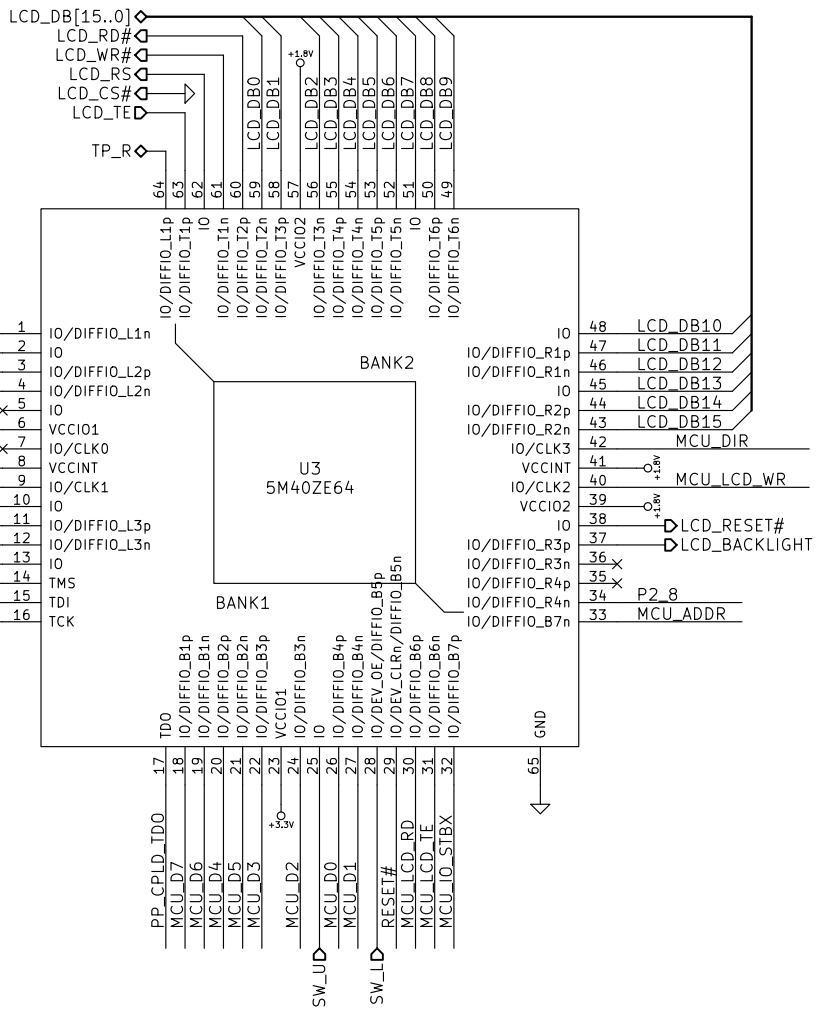 LCD_DB[15..0]
LCD_RD#
LCD_WR#
LCD_RS
LCD_CS#
LCD_TE
TP_R
+1.8V
LCD_DB0
LCD_DB1
LCD_DB2
LCD_DB3
LCD_DB4
LCD_DB5
LCD_DB6
LCD_DB7
LCD_DB8
LCD_DB9
64 IO/DIFFIO_L1p
63 IO/DIFFIO_T1p
62 IO
61 IO/DIFFIO_T1n
60 IO/DIFFIO_T2p
59 IO/DIFFIO_T2n
58 IO/DIFFIO_T3p
57 VCCIO2
56 IO/DIFFIO_T3n
55 IO/DIFFIO_T4p
54 IO/DIFFIO_T4n
53 IO/DIFFIO_T5p
52 IO/DIFFIO_T5n
51 IO
50 IO/DIFFIO_T6p
49 IO/DIFFIO_T6n
1 IO/DIFFIO_L1n
2 IO
3 IO/DIFFIO_L2p
4 IO/DIFFIO_L2n
5 IO
6 VCCIO1
7 IO/CLK0
8 VCCINT
9 IO/CLK1
10 IO
11 IO/DIFFIO_L3p
12 IO/DIFFIO_L3n
13 IO
14 TMS
15 TDI
16 TCK
BANK2
U3
5M40ZE64
BANK1
IO 48 LCD_DB10
IO/DIFFIO_R1p 47 LCD_DB11
IO/DIFFIO_R1n 46 LCD_DB12
IO 45 LCD_DB13
IO/DIFFIO_R2p 44 LCD_DB14
IO/DIFFIO_R2n 43 LCD_DB15
IO/CLK3 42 MCU_DIR
VCCINT 41 +1.8V
IO/CLK2 40 MCU_LCD_WR
VCCIO2 39 +1.8V
IO 38 LCD_RESET#
IO/DIFFIO_R3p 37 LCD_BACKLIGHT
IO/DIFFIO_R3n 36
IO/DIFFIO_R4p 35
IO/DIFFIO_R4n 34 P2_8
IO/DIFFIO_B7n 33 MCU_ADDR
TDO 17 PP_CPLD_TDO
IO/DIFFIO_B1p 18 MCU_D7
IO/DIFFIO_B1n 19 MCU_D6
IO/DIFFIO_B2p 20 MCU_D4
IO/DIFFIO_B2n 21 MCU_D5
IO/DIFFIO_B3p 22 MCU_D3
VCCIO1 23 +3.3V
IO/DIFFIO_B3n 24 MCU_D2
IO 25 SW_U
IO/DIFFIO_B4p 26 MCU_D0
IO/DIFFIO_B4n 27 MCU_D1
IO/DEV_OE/DIFFIO_B5p 28 SW_L
IO/DEV_CLRn/DIFFIO_B5n 29 RESET#
IO/DIFFIO_B6p 30 MCU_LCD_RD
IO/DIFFIO_B6n 31 MCU_LCD_TE
IO/DIFFIO_B7p 32 MCU_IO_STBX
GND 65